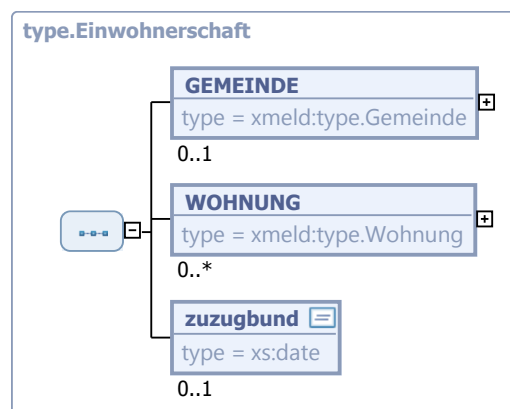 type.Einwohnerschaft
GEMEINDE
type = xmeld:type.Gemeinde
0..1
WOHNUNG
type = xmeld:type.Wohnung
0..*
zuzugbund
type = xs:date
0..1